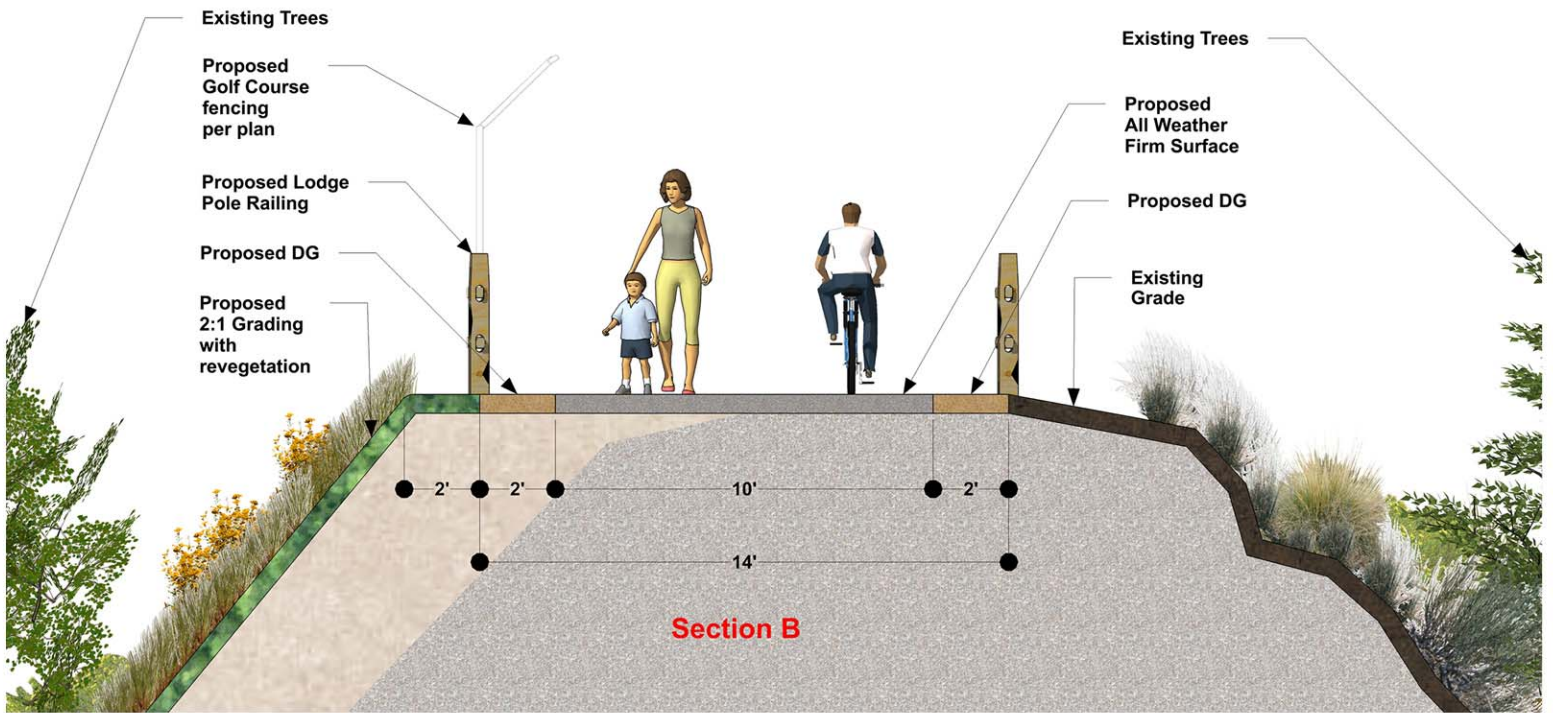 Existing Trees
Proposed
Golf Course
fencing
per plan
Proposed Lodge
Pole Railing
Proposed DG
Proposed
2:1 Grading
with
revegetation
Existing Trees
Proposed
All Weather
Firm Surface
Proposed DG
Existing
Grade
2'
2'
10'
2'
14'
Section B